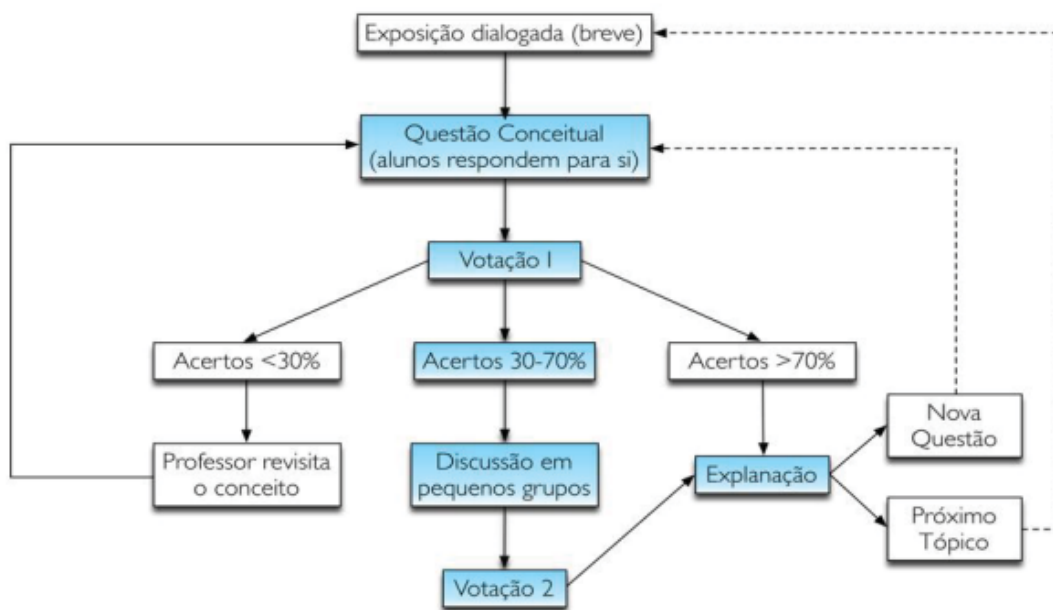 Exposição dialogada (breve)
Questão Conceitual
(alunos respondem para si)
Votação 1
Acertos <30%
Acertos 30-70%
Acertos >70%
Professor revisita
o conceito
Discussão em
pequenos grupos
Explanação
Nova
Questão
Próximo
Tópico
Votação 2